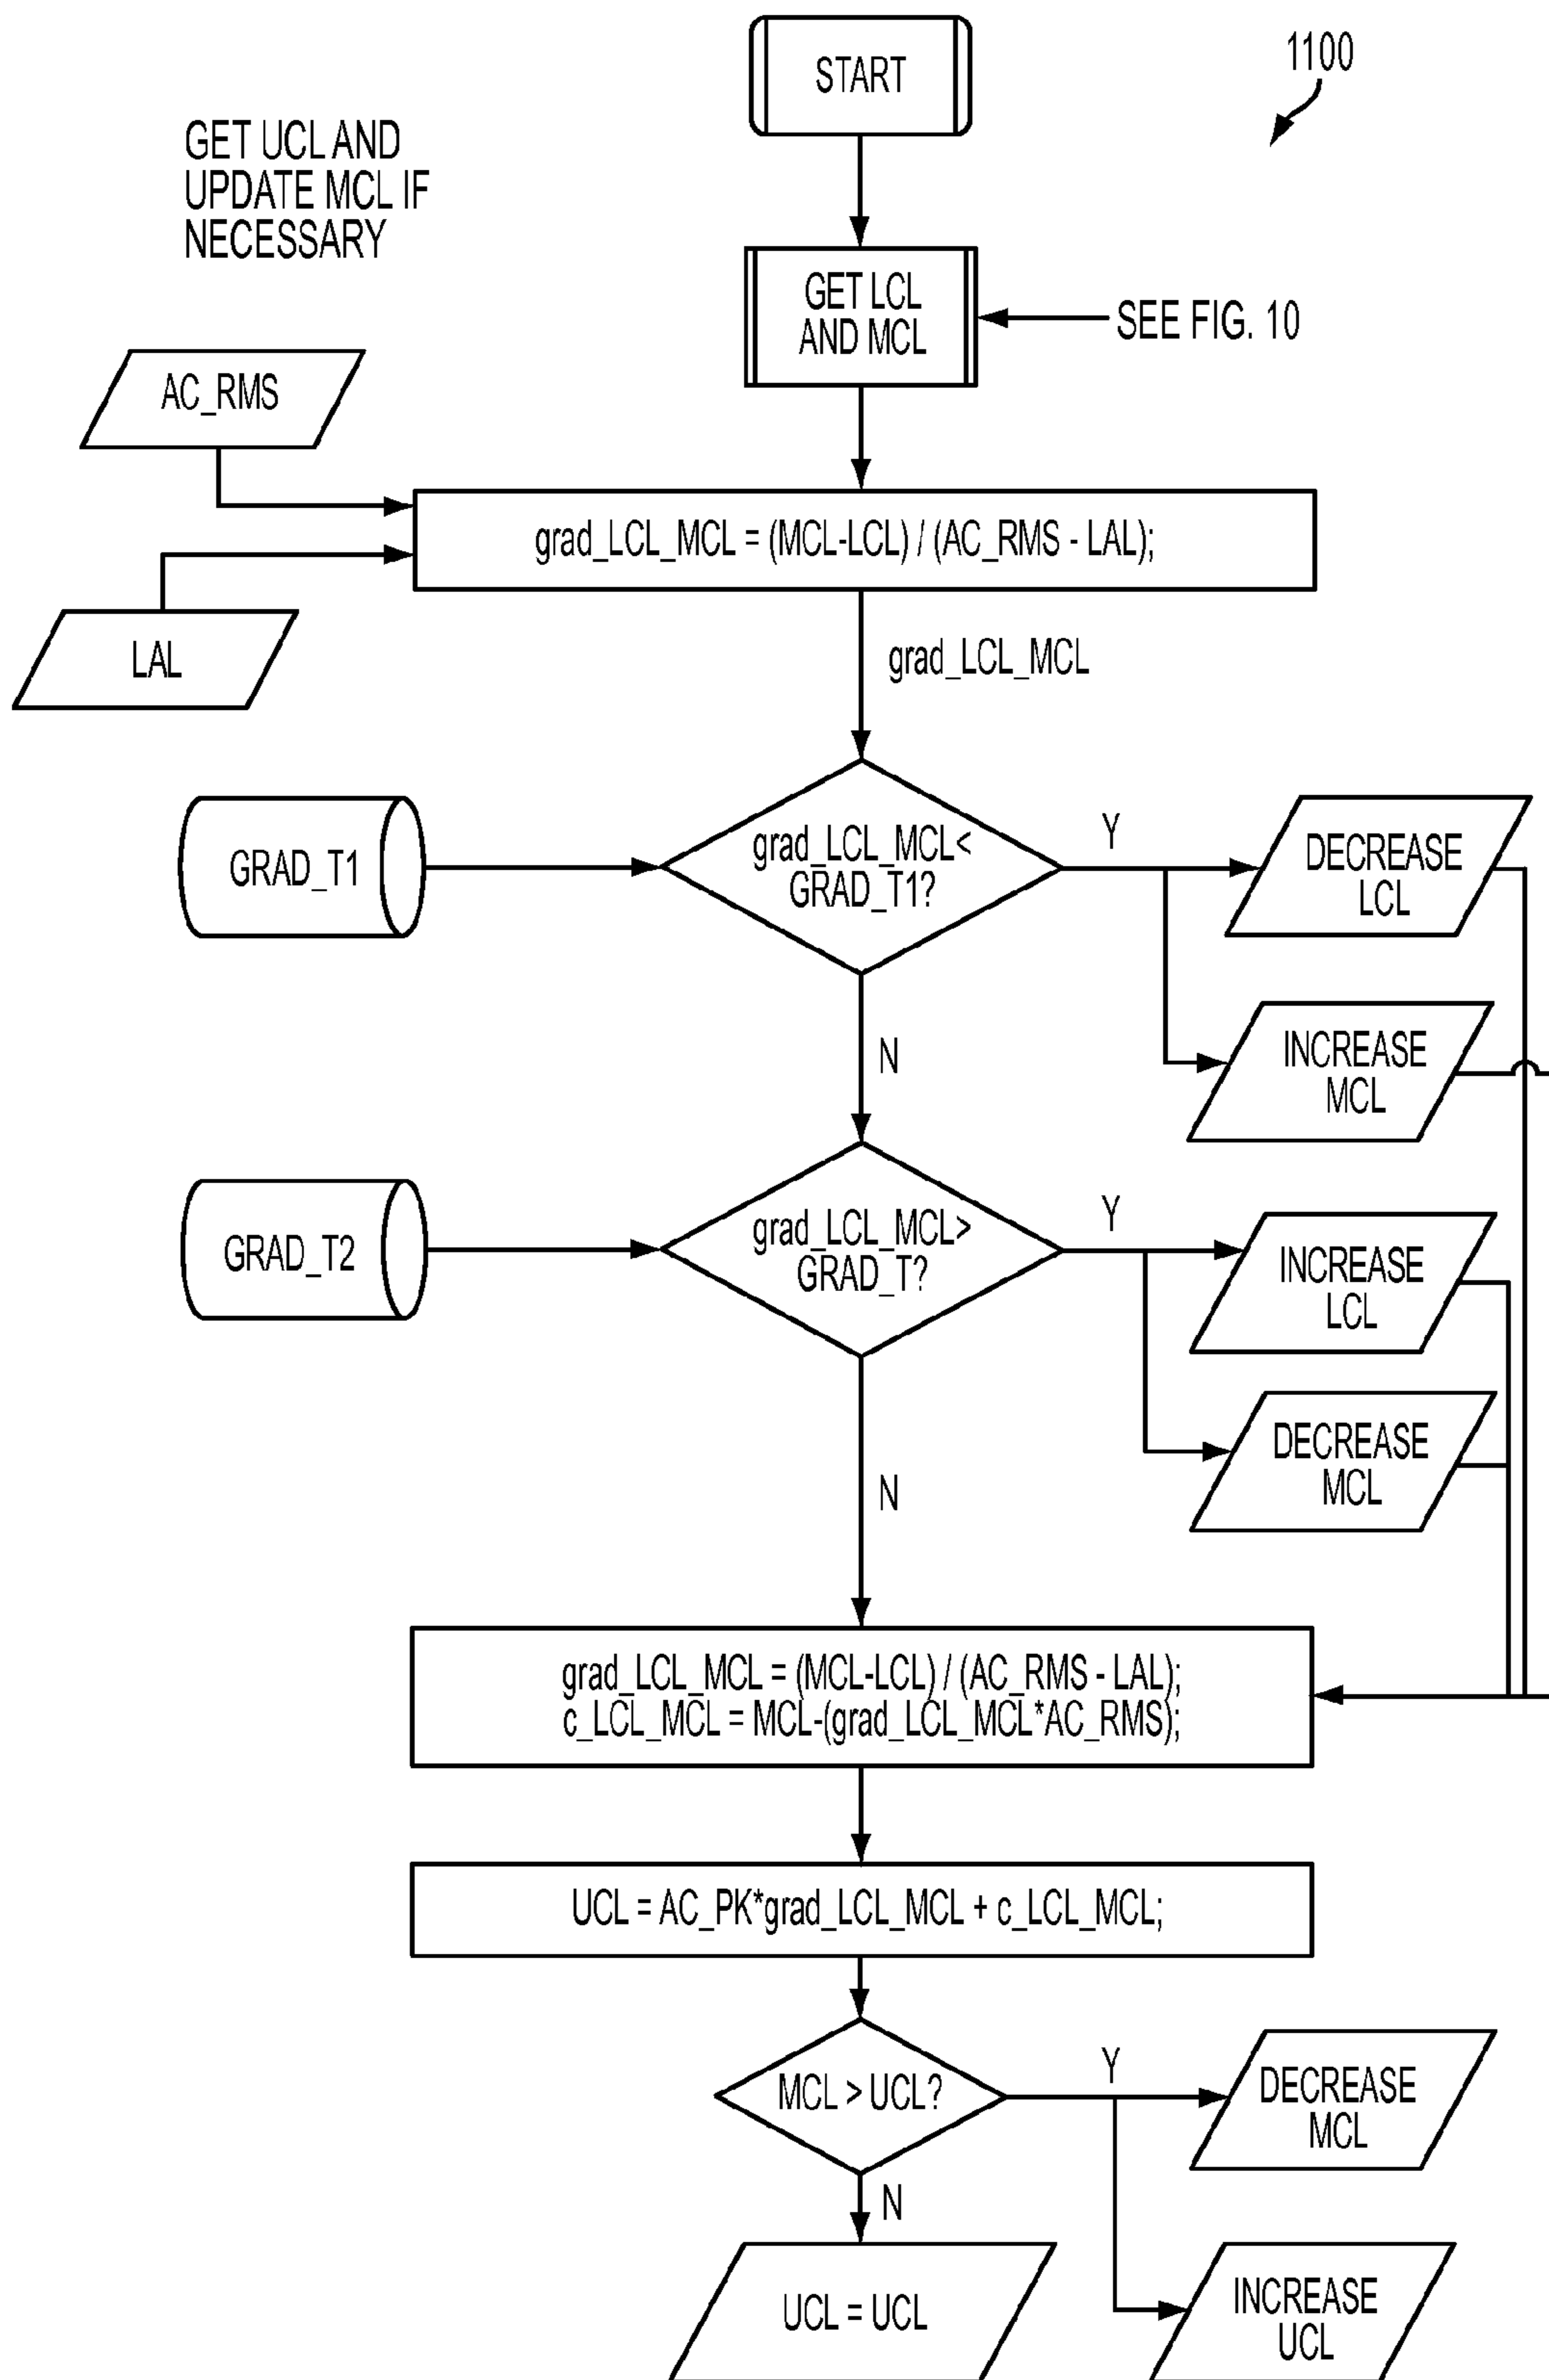 START
1100
GET UCL AND
UPDATE MCL IF
NECESSARY
GET LCL
AND MCL
SEE FIG. 10
AC_RMS
grad_LCL_MCL = (MCL-LCL) / (AC_RMS - LAL);
LAL
grad_LCL_MCL
GRAD_T1
grad_LCL_MCL<
GRAD_T1?
Y
DECREASE
LCL
INCREASE
MCL
N
GRAD_T2
grad_LCL_MCL>
GRAD_T?
Y
INCREASE
LCL
DECREASE
MCL
N
grad_LCL_MCL = (MCL-LCL) / (AC_RMS - LAL);
c_LCL_MCL = MCL-(grad_LCL_MCL*AC_RMS);
UCL = AC_PK*grad_LCL_MCL + c_LCL_MCL;
MCL > UCL?
Y
DECREASE
MCL
N
UCL = UCL
INCREASE
UCL